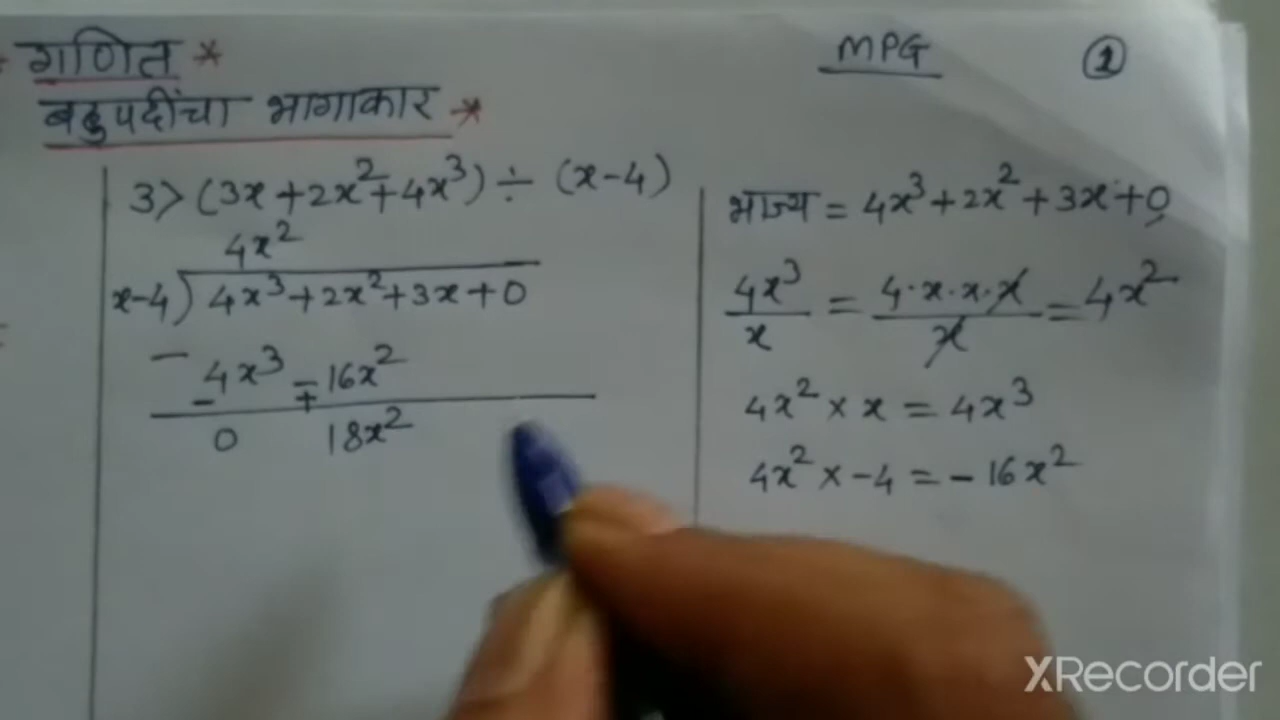 * गणित *
बहुपदींचा भागाकार *
MPG
1
3> (3x + 2x² + 4x³) ÷ (x-4)
4x²
x-4) 4x³ + 2x² + 3x + 0
- 4x³ = 16x²
- +
0 18x²
भाज्य = 4x³ + 2x² + 3x + 0
4x³/x = 4·x·x·x/x = 4x²
4x² × x = 4x³
4x² × -4 = - 16x²
XRecorder